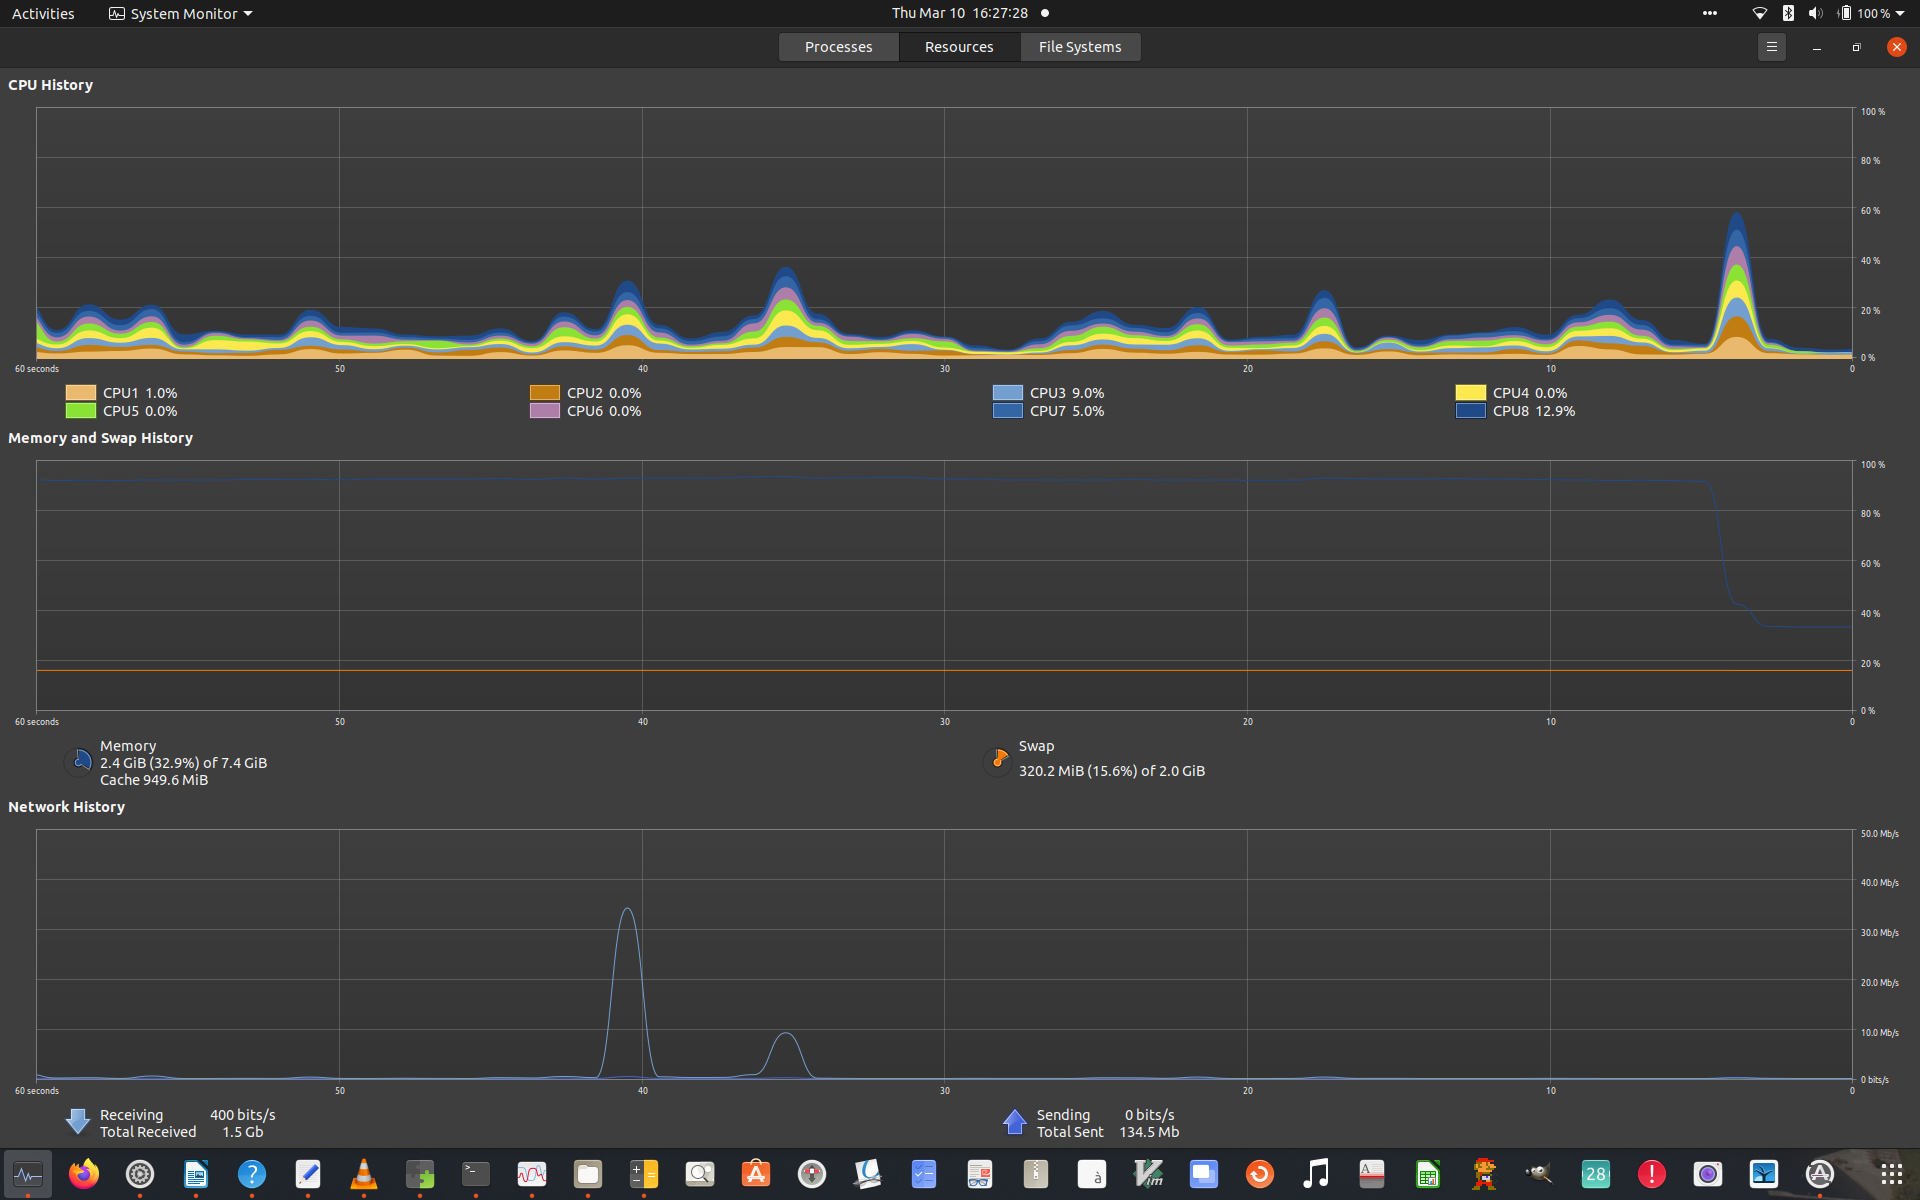 Activities System Monitor Thu Mar 10 16:27:28 100 %
Processes Resources File Systems
CPU History
100 %
80 %
60 %
40 %
20 %
0 %
60 seconds 50 40 30 20 10 0
CPU1 1.0% CPU2 0.0% CPU3 9.0% CPU4 0.0%
CPU5 0.0% CPU6 0.0% CPU7 5.0% CPU8 12.9%
Memory and Swap History
100 %
80 %
60 %
40 %
20 %
0 %
60 seconds 50 40 30 20 10 0
Memory
2.4 GiB (32.9%) of 7.4 GiB
Cache 949.6 MiB
Swap
320.2 MiB (15.6%) of 2.0 GiB
Network History
50.0 Mb/s
40.0 Mb/s
30.0 Mb/s
20.0 Mb/s
10.0 Mb/s
0 bits/s
60 seconds 50 40 30 20 10 0
Receiving 400 bits/s
Total Received 1.5 Gb
Sending 0 bits/s
Total Sent 134.5 Mb
? >_ à Vim A 28 !